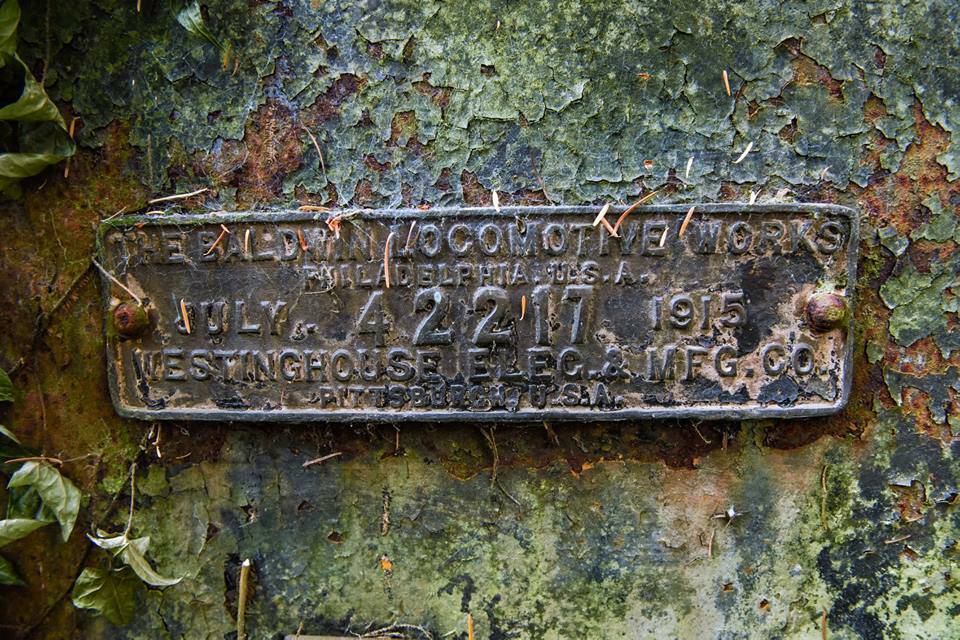 THE BALDWIN LOCOMOTIVE WORKS
PHILADELPHIA, U.S.A.
JULY. 42217 1915
WESTINGHOUSE ELEC. & MFG. CO.
PITTSBURGH, U.S.A.